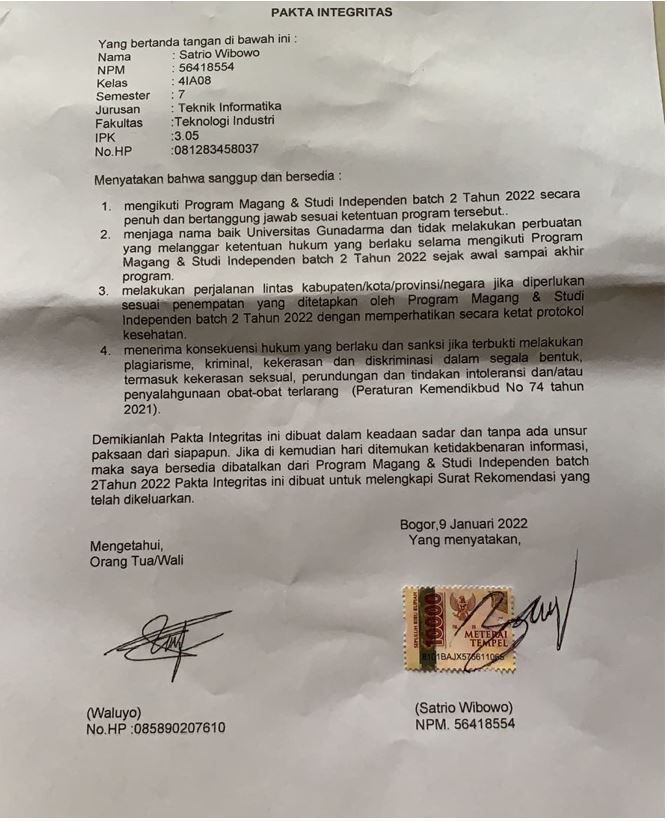 PAKTA INTEGRITAS
Yang bertanda tangan di bawah ini :
Nama : Satrio Wibowo
NPM : 56418554
Kelas : 4IA08
Semester : 7
Jurusan : Teknik Informatika
Fakultas :Teknologi Industri
IPK :3.05
No.HP :081283458037
Menyatakan bahwa sanggup dan bersedia :
1. mengikuti Program Magang & Studi Independen batch 2 Tahun 2022 secara
penuh dan bertanggung jawab sesuai ketentuan program tersebut..
2. menjaga nama baik Universitas Gunadarma dan tidak melakukan perbuatan
yang melanggar ketentuan hukum yang berlaku selama mengikuti Program
Magang & Studi Independen batch 2 Tahun 2022 sejak awal sampai akhir
program.
3. melakukan perjalanan lintas kabupaten/kota/provinsi/negara jika diperlukan
sesuai penempatan yang ditetapkan oleh Program Magang & Studi
Independen batch 2 Tahun 2022 dengan memperhatikan secara ketat protokol
kesehatan.
4. menerima konsekuensi hukum yang berlaku dan sanksi jika terbukti melakukan
plagiarisme, kriminal, kekerasan dan diskriminasi dalam segala bentuk,
termasuk kekerasan seksual, perundungan dan tindakan intoleransi dan/atau
penyalahgunaan obat-obat terlarang (Peraturan Kemendikbud No 74 tahun
2021).
Demikianlah Pakta Integritas ini dibuat dalam keadaan sadar dan tanpa ada unsur
paksaan dari siapapun. Jika di kemudian hari ditemukan ketidakbenaran informasi,
maka saya bersedia dibatalkan dari Program Magang & Studi Independen batch
2Tahun 2022 Pakta Integritas ini dibuat untuk melengkapi Surat Rekomendasi yang
telah dikeluarkan.
Bogor,9 Januari 2022
Mengetahui,
Yang menyatakan,
Orang Tua/Wali
SEPULUH RIBU RUPIAH
10000
METERAI
TEMPEL
(Waluyo)
(Satrio Wibowo)
No.HP :085890207610
NPM. 56418554